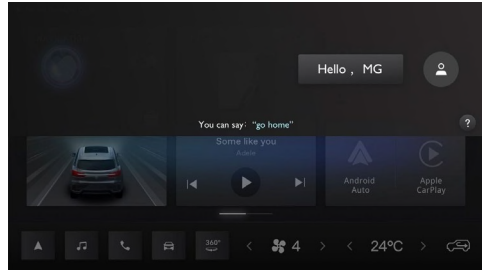 Hello , MG
You can say: "go home"
?
Some like you
Adele
Android
Auto
Apple
CarPlay
360°
< 4 > < 24°C >